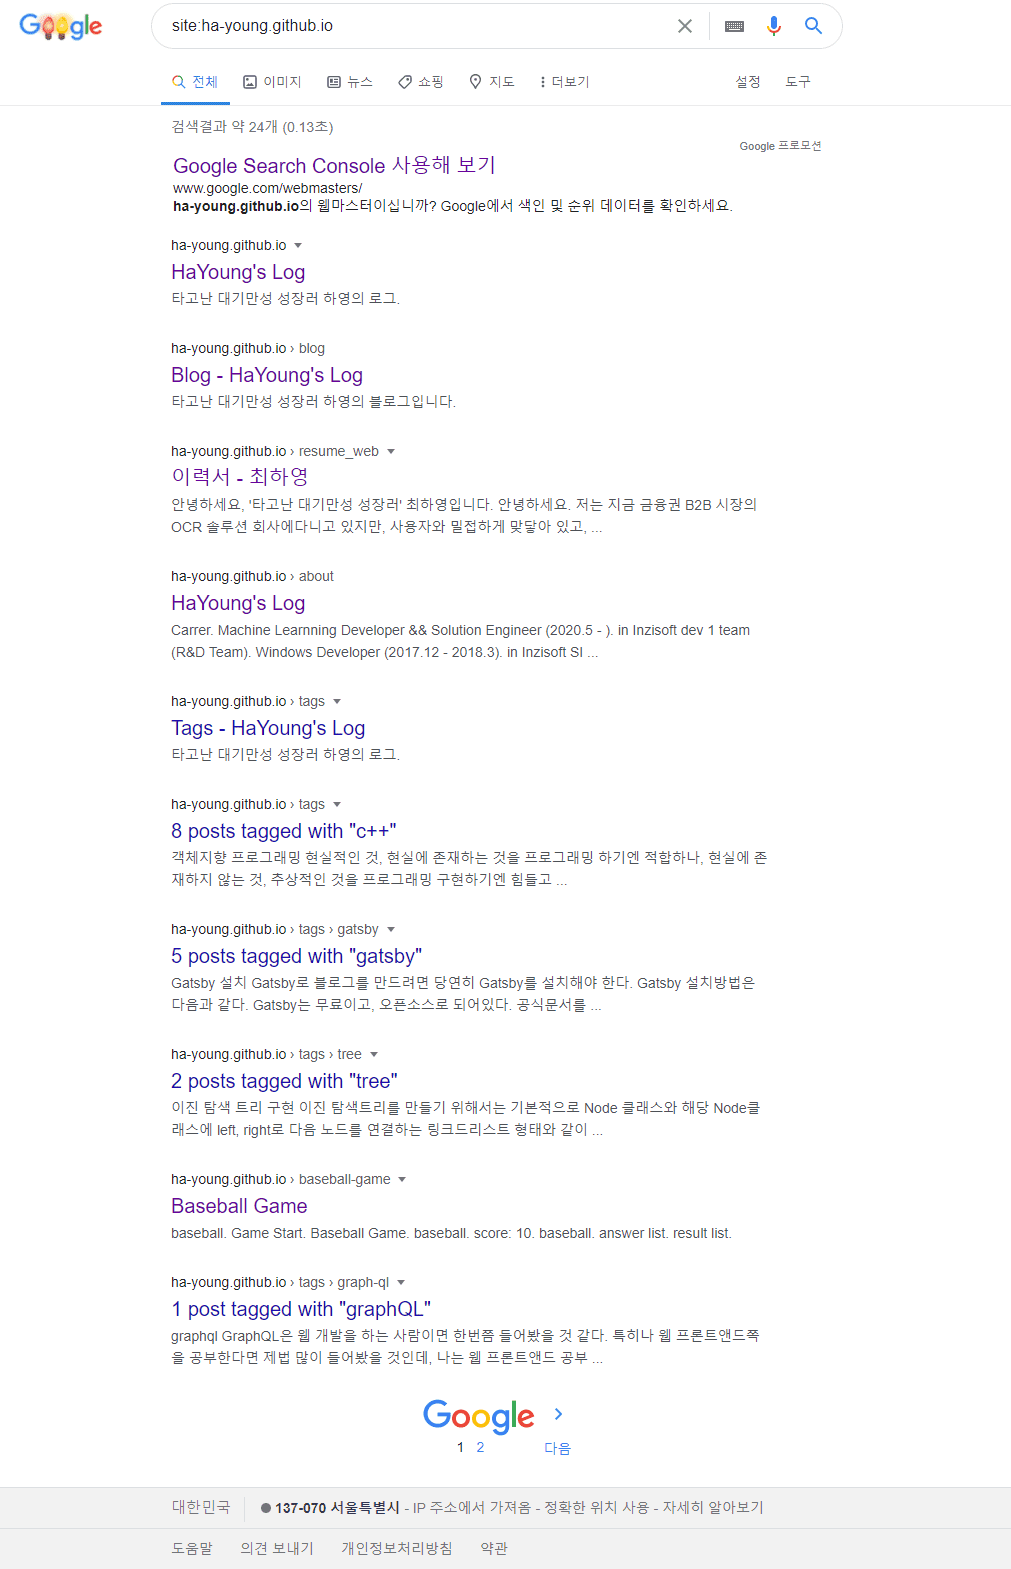 Google
site:ha-young.github.io
전체 이미지 뉴스 쇼핑 지도 더보기 설정 도구
검색결과 약 24개 (0.13초)
Google 프로모션
Google Search Console 사용해 보기
www.google.com/webmasters/
ha-young.github.io의 웹마스터이십니까? Google에서 색인 및 순위 데이터를 확인하세요.
ha-young.github.io
HaYoung's Log
타고난 대기만성 성장러 하영의 로그.
ha-young.github.io › blog
Blog - HaYoung's Log
타고난 대기만성 성장러 하영의 블로그입니다.
ha-young.github.io › resume_web
이력서 - 최하영
안녕하세요, '타고난 대기만성 성장러' 최하영입니다. 안녕하세요. 저는 지금 금융권 B2B 시장의
OCR 솔루션 회사에다니고 있지만, 사용자와 밀접하게 맞닿아 있고, ...
ha-young.github.io › about
HaYoung's Log
Carrer. Machine Learnning Developer && Solution Engineer (2020.5 - ). in Inzisoft dev 1 team
(R&D Team). Windows Developer (2017.12 - 2018.3). in Inzisoft SI ...
ha-young.github.io › tags
Tags - HaYoung's Log
타고난 대기만성 성장러 하영의 로그.
ha-young.github.io › tags
8 posts tagged with "c++"
객체지향 프로그래밍 현실적인 것, 현실에 존재하는 것을 프로그래밍 하기엔 적합하나, 현실에 존
재하지 않는 것, 추상적인 것을 프로그래밍 구현하기엔 힘들고 ...
ha-young.github.io › tags › gatsby
5 posts tagged with "gatsby"
Gatsby 설치 Gatsby로 블로그를 만드려면 당연히 Gatsby를 설치해야 한다. Gatsby 설치방법은
다음과 같다. Gatsby는 무료이고, 오픈소스로 되어있다. 공식문서를 ...
ha-young.github.io › tags › tree
2 posts tagged with "tree"
이진 탐색 트리 구현 이진 탐색트리를 만들기 위해서는 기본적으로 Node 클래스와 해당 Node클
래스에 left, right로 다음 노드를 연결하는 링크드리스트 형태와 같이 ...
ha-young.github.io › baseball-game
Baseball Game
baseball. Game Start. Baseball Game. baseball. score: 10. baseball. answer list. result list.
ha-young.github.io › tags › graph-ql
1 post tagged with "graphQL"
graphql GraphQL은 웹 개발을 하는 사람이면 한번쯤 들어봤을 것 같다. 특히나 웹 프론트앤드쪽
을 공부한다면 제법 많이 들어봤을 것인데, 나는 웹 프론트앤드 공부 ...
Google
1 2 다음
대한민국 137-070 서울특별시 - IP 주소에서 가져옴 - 정확한 위치 사용 - 자세히 알아보기
도움말 의견 보내기 개인정보처리방침 약관